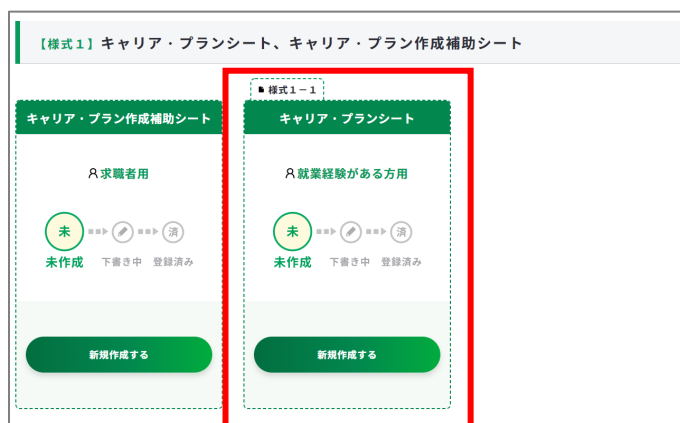 【様式1】キャリア・プランシート、キャリア・プラン作成補助シート
キャリア・プラン作成補助シート
求職者用
未 済
未作成 下書き中 登録済み
新規作成する
様式1－1
キャリア・プランシート
就業経験がある方用
未 済
未作成 下書き中 登録済み
新規作成する